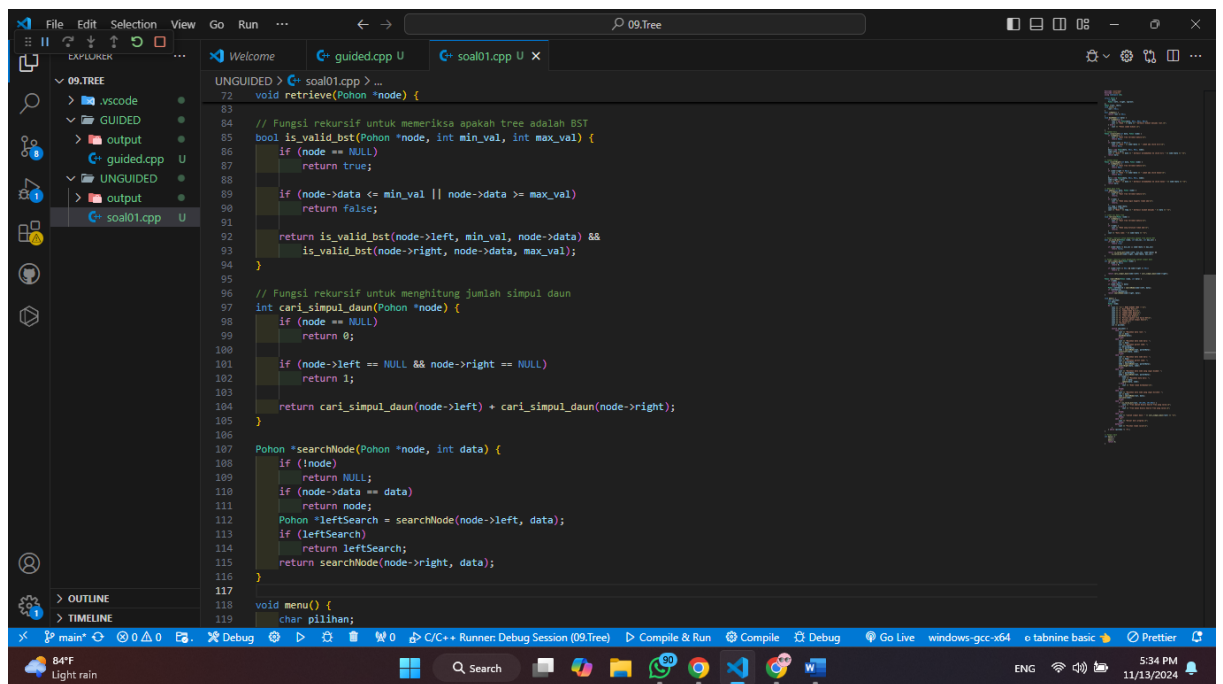 File Edit Selection View Go Run ... 09.Tree
EXPLORER ...
Welcome guided.cpp U soal01.cpp U
09.TREE
.vscode
GUIDED
output
guided.cpp U
UNGUIDED
output
soal01.cpp U
OUTLINE
TIMELINE
UNGUIDED > soal01.cpp > ...
72 void retrieve(Pohon *node) {
83
84 // Fungsi rekursif untuk memeriksa apakah tree adalah BST
85 bool is_valid_bst(Pohon *node, int min_val, int max_val) {
86 if (node == NULL)
87 return true;
88
89 if (node->data <= min_val || node->data >= max_val)
90 return false;
91
92 return is_valid_bst(node->left, min_val, node->data) &&
93 is_valid_bst(node->right, node->data, max_val);
94 }
95
96 // Fungsi rekursif untuk menghitung jumlah simpul daun
97 int cari_simpul_daun(Pohon *node) {
98 if (node == NULL)
99 return 0;
100
101 if (node->left == NULL && node->right == NULL)
102 return 1;
103
104 return cari_simpul_daun(node->left) + cari_simpul_daun(node->right);
105 }
106
107 Pohon *searchNode(Pohon *node, int data) {
108 if (!node)
109 return NULL;
110 if (node->data == data)
111 return node;
112 Pohon *leftSearch = searchNode(node->left, data);
113 if (leftSearch)
114 return leftSearch;
115 return searchNode(node->right, data);
116 }
117
118 void menu() {
119 char pilihan;
main* 0 0 Debug 0 C/C++ Runner: Debug Session (09.Tree) Compile & Run Compile Debug Go Live windows-gcc-x64 tabnine basic Prettier
84°F
Light rain
Search
90
ENG
5:34 PM
11/13/2024